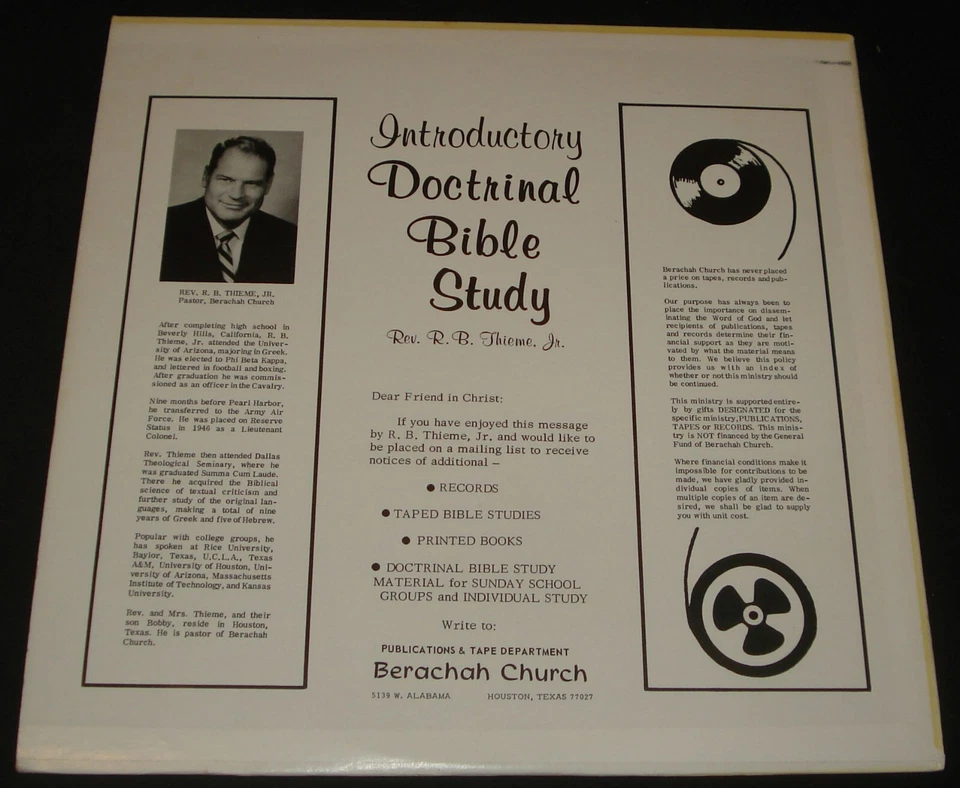 REV. R. B. THIEME, JR.
Pastor, Berachah Church
After completing high school in
Beverly Hills, California, R. B.
Thieme, Jr. attended the Univer-
sity of Arizona, majoring in Greek.
He was elected to Phi Beta Kappa,
and lettered in football and boxing.
After graduation he was commis-
sioned as an officer in the Cavalry.
Nine months before Pearl Harbor,
he transferred to the Army Air
Force. He was placed on Reserve
Status in 1946 as a Lieutenant
Colonel.
Rev. Thieme then attended Dallas
Theological Seminary, where he
was graduated Summa Cum Laude.
There he acquired the Biblical
science of textual criticism and
further study of the original lan-
guages, making a total of nine
years of Greek and five of Hebrew.
Popular with college groups, he
has spoken at Rice University,
Baylor, Texas, U.C.L.A., Texas
A&M, University of Houston, Uni-
versity of Arizona, Massachusetts
Institute of Technology, and Kansas
University.
Rev. and Mrs. Thieme, and their
son Bobby, reside in Houston,
Texas. He is pastor of Berachah
Church.
Introductory
Doctrinal
Bible
Study
Rev. R. B. Thieme, Jr.
Dear Friend in Christ:
If you have enjoyed this message
by R. B. Thieme, Jr. and would like to
be placed on a mailing list to receive
notices of additional —
● RECORDS
● TAPED BIBLE STUDIES
● PRINTED BOOKS
● DOCTRINAL BIBLE STUDY
MATERIAL for SUNDAY SCHOOL
GROUPS and INDIVIDUAL STUDY
Write to:
PUBLICATIONS & TAPE DEPARTMENT
Berachah Church
5139 W. ALABAMA HOUSTON, TEXAS 77027
Berachah Church has never placed
a price on tapes, records and pub-
lications.
Our purpose has always been to
place the importance on dissem-
inating the Word of God and let
recipients of publications, tapes
and records determine their fin-
ancial support as they are moti-
vated by what the material means
to them. We believe this policy
provides us with an index of
whether or not this ministry should
be continued.
This ministry is supported entire-
ly by gifts DESIGNATED for the
specific ministry, PUBLICATIONS,
TAPES or RECORDS. This minis-
try is NOT financed by the General
Fund of Berachah Church.
Where financial conditions make it
impossible for contributions to be
made, we have gladly provided in-
dividual copies of items. When
multiple copies of an item are de-
sired, we shall be glad to supply
you with unit cost.